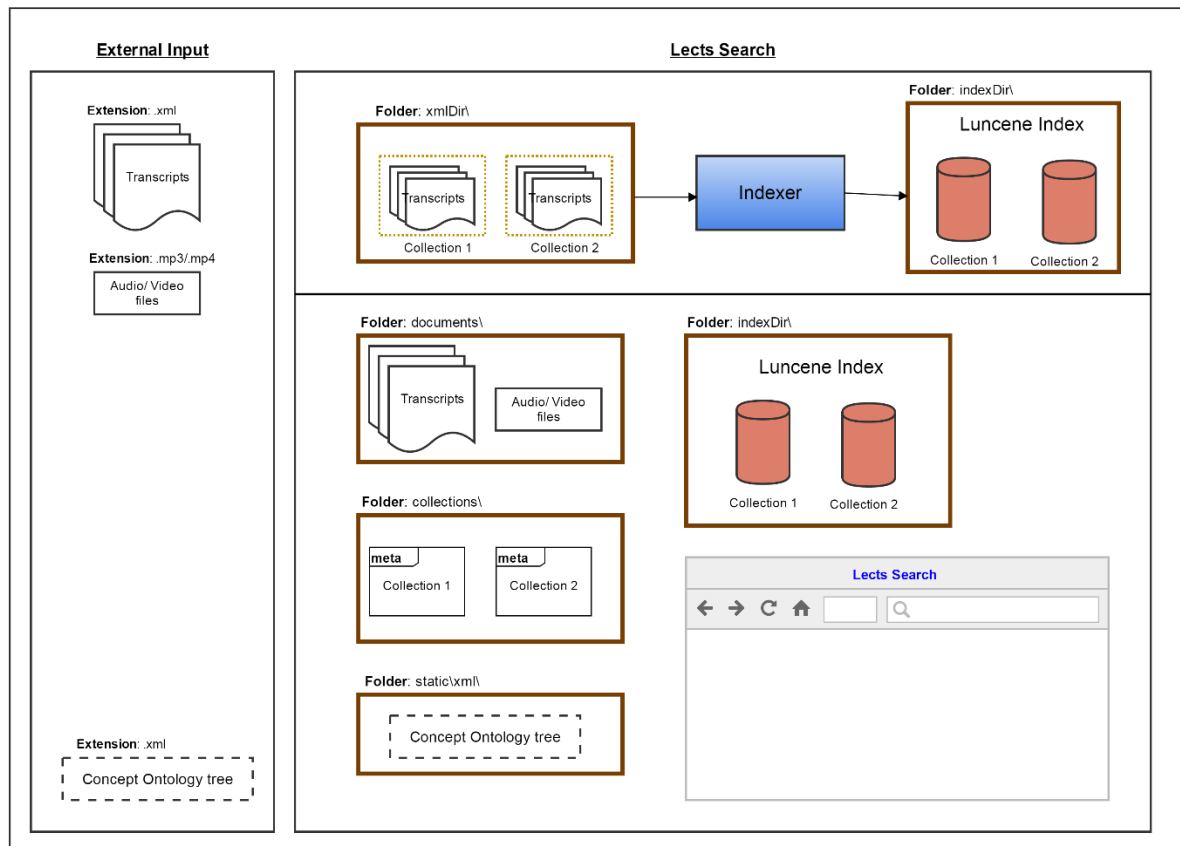 External Input
Extension: .xml
Transcripts
Extension: .mp3/.mp4
Audio/ Video
files
Extension: .xml
Concept Ontology tree
Lects Search
Folder: xmlDir\
Transcripts
Collection 1
Transcripts
Collection 2
Indexer
Folder: indexDir\
Luncene Index
Collection 1
Collection 2
Folder: documents\
Transcripts
Audio/ Video
files
Folder: collections\
meta
Collection 1
meta
Collection 2
Folder: static\xml\
Concept Ontology tree
Folder: indexDir\
Luncene Index
Collection 1
Collection 2
Lects Search